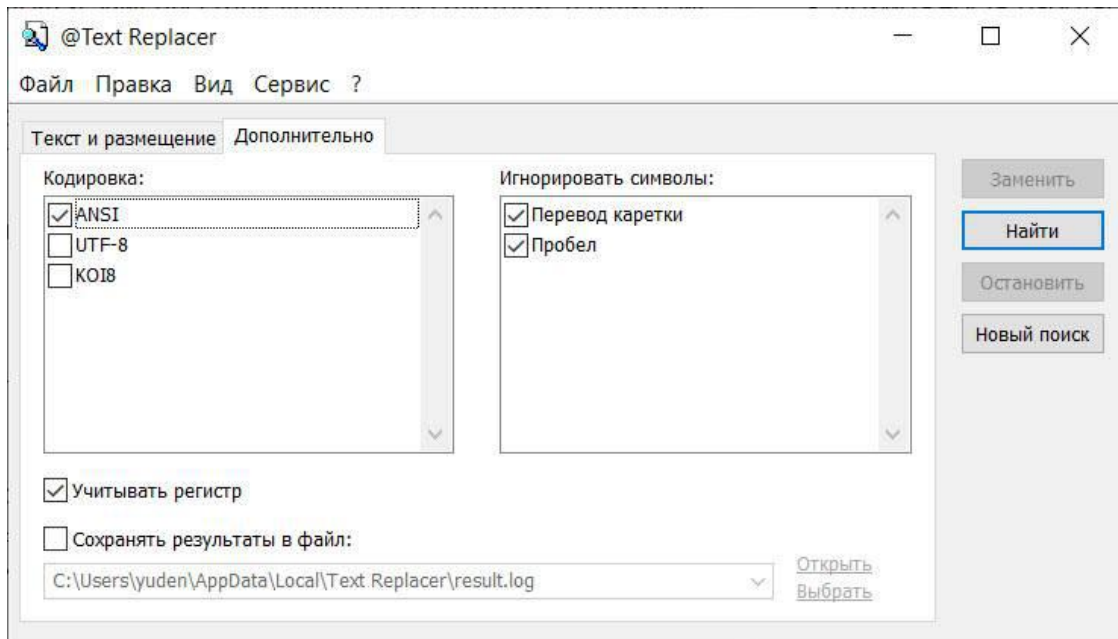 @Text Replacer
Файл Правка Вид Сервис ?
Текст и размещение Дополнительно
Кодировка:
ANSI
UTF-8
KOI8
Игнорировать символы:
Перевод каретки
Пробел
Заменить
Найти
Остановить
Новый поиск
Учитывать регистр
Сохранять результаты в файл:
C:\Users\yuden\AppData\Local\Text Replacer\result.log
Открыть
Выбрать